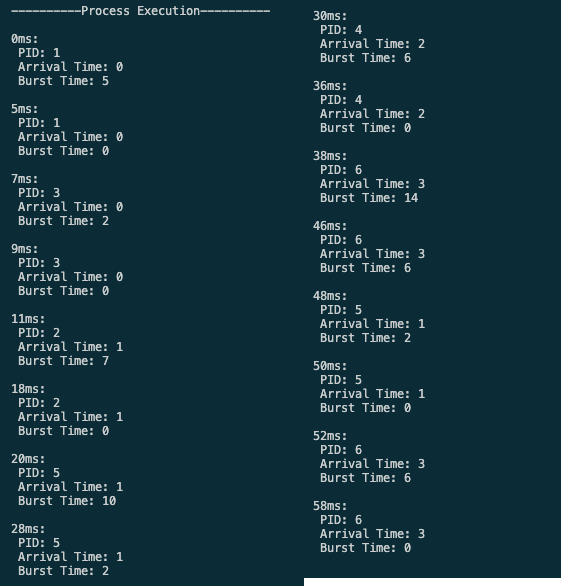 ----------Process Execution----------
0ms:
PID: 1
Arrival Time: 0
Burst Time: 5
5ms:
PID: 1
Arrival Time: 0
Burst Time: 0
7ms:
PID: 3
Arrival Time: 0
Burst Time: 2
9ms:
PID: 3
Arrival Time: 0
Burst Time: 0
11ms:
PID: 2
Arrival Time: 1
Burst Time: 7
18ms:
PID: 2
Arrival Time: 1
Burst Time: 0
20ms:
PID: 5
Arrival Time: 1
Burst Time: 10
28ms:
PID: 5
Arrival Time: 1
Burst Time: 2
30ms:
PID: 4
Arrival Time: 2
Burst Time: 6
36ms:
PID: 4
Arrival Time: 2
Burst Time: 0
38ms:
PID: 6
Arrival Time: 3
Burst Time: 14
46ms:
PID: 6
Arrival Time: 3
Burst Time: 6
48ms:
PID: 5
Arrival Time: 1
Burst Time: 2
50ms:
PID: 5
Arrival Time: 1
Burst Time: 0
52ms:
PID: 6
Arrival Time: 3
Burst Time: 6
58ms:
PID: 6
Arrival Time: 3
Burst Time: 0